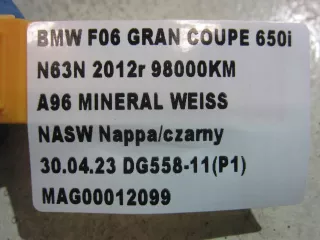 BMW F06 GRAN COUPE 650i
N63N 2012r 98000KM
A96 MINERAL WEISS
NASW Nappa/czarny
30.04.23 DG558-11(P1)
MAG00012099